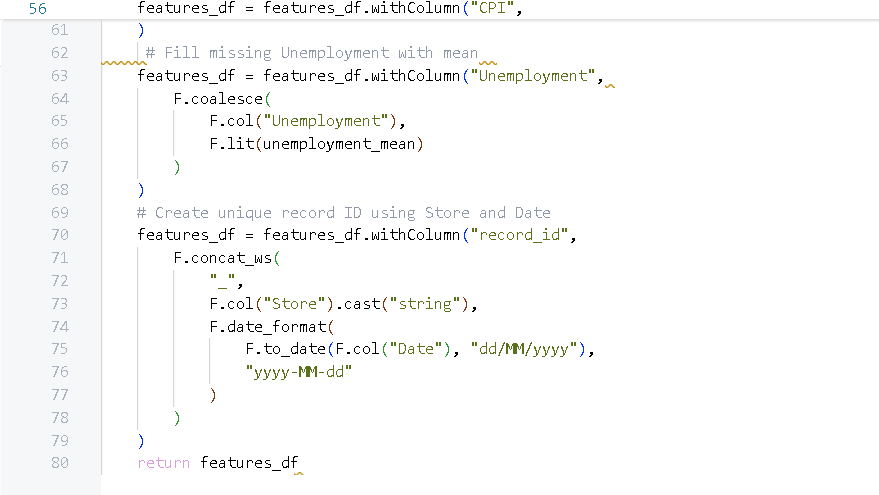 56 features_df = features_df.withColumn("CPI",
61 )
62 # Fill missing Unemployment with mean
63 features_df = features_df.withColumn("Unemployment",
64 F.coalesce(
65 F.col("Unemployment"),
66 F.lit(unemployment_mean)
67 )
68 )
69 # Create unique record ID using Store and Date
70 features_df = features_df.withColumn("record_id",
71 F.concat_ws(
72 "_",
73 F.col("Store").cast("string"),
74 F.date_format(
75 F.to_date(F.col("Date"), "dd/MM/yyyy"),
76 "yyyy-MM-dd"
77 )
78 )
79 )
80 return features_df